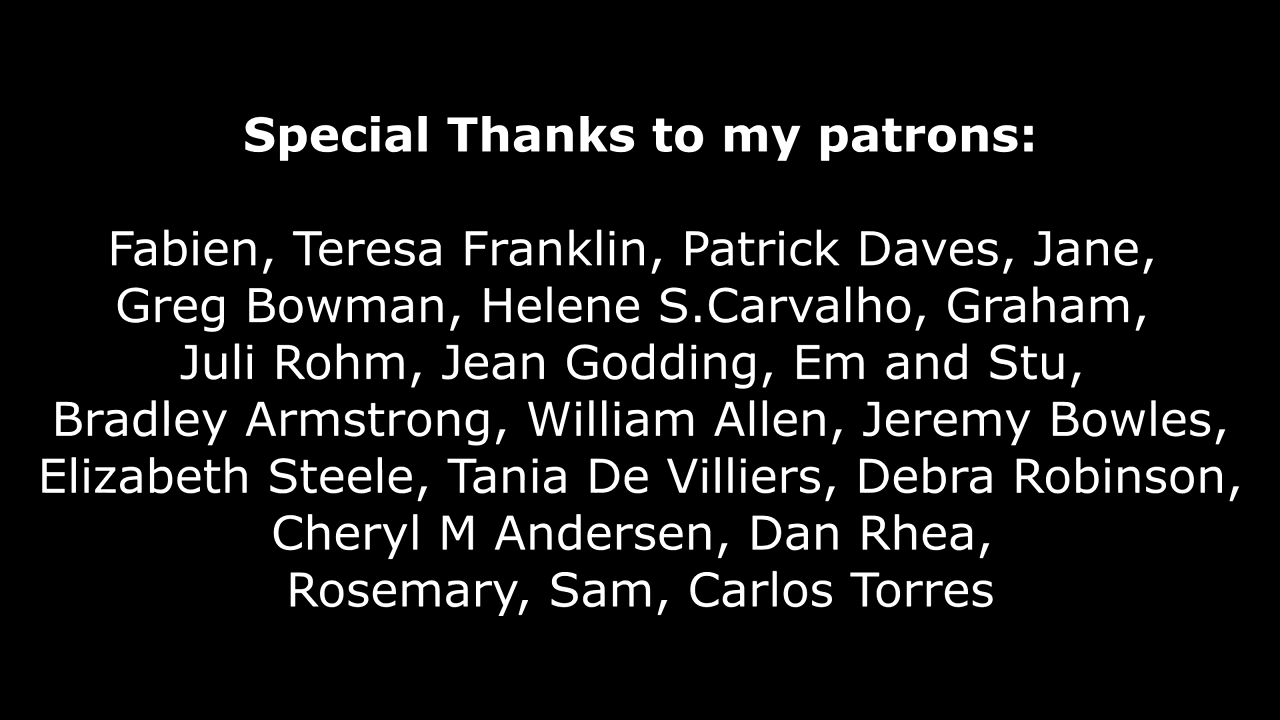 Special Thanks to my patrons:
Fabien, Teresa Franklin, Patrick Daves, Jane,
Greg Bowman, Helene S.Carvalho, Graham,
Juli Rohm, Jean Godding, Em and Stu,
Bradley Armstrong, William Allen, Jeremy Bowles,
Elizabeth Steele, Tania De Villiers, Debra Robinson,
Cheryl M Andersen, Dan Rhea,
Rosemary, Sam, Carlos Torres